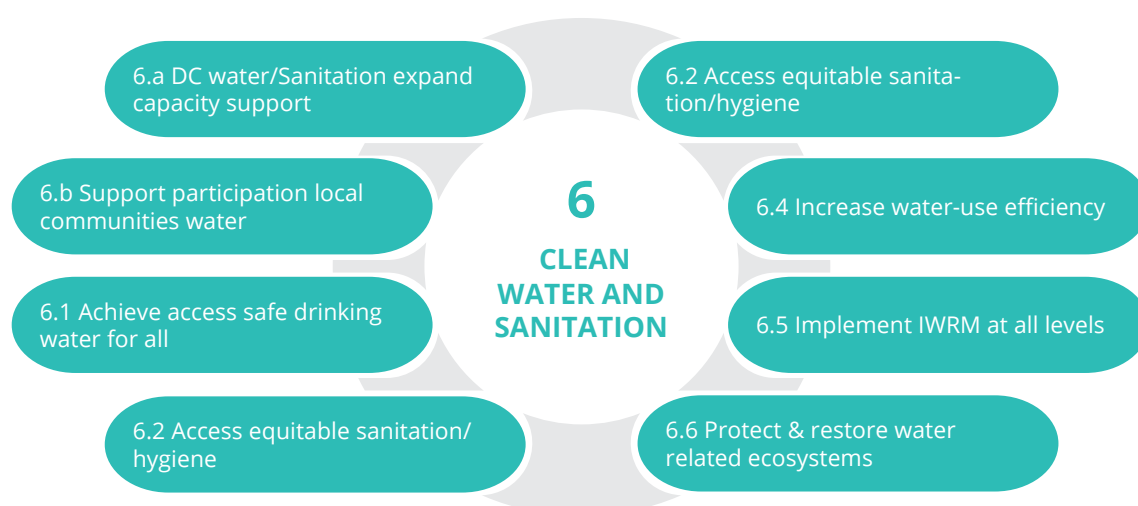 6.a DC water/Sanitation expand
capacity support
6.b Support participation local
communities water
6.1 Achieve access safe drinking
water for all
6.2 Access equitable sanitation/
hygiene
6
CLEAN
WATER AND
SANITATION
6.2 Access equitable sanita-
tion/hygiene
6.4 Increase water-use efficiency
6.5 Implement IWRM at all levels
6.6 Protect & restore water
related ecosystems